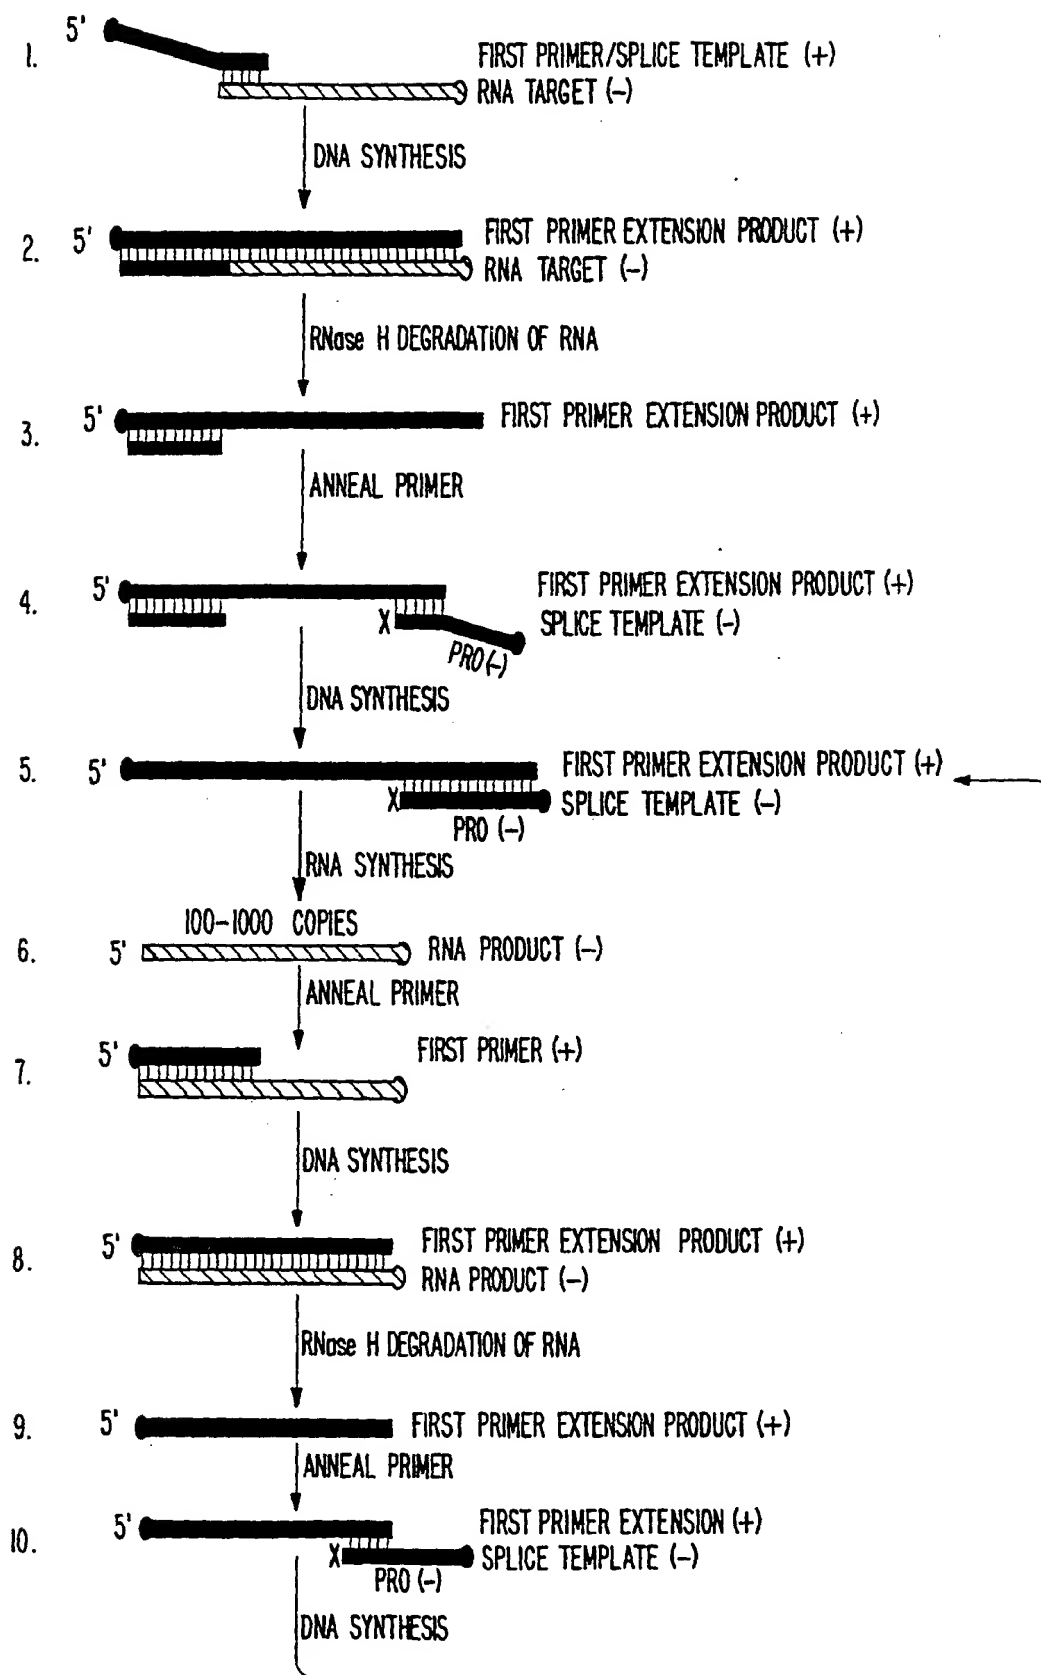 5'
1.
FIRST PRIMER/SPLICE TEMPLATE (+)
RNA TARGET (−)
DNA SYNTHESIS
2.
5'
FIRST PRIMER EXTENSION PRODUCT (+)
RNA TARGET (−)
RNase H DEGRADATION OF RNA
3.
5'
FIRST PRIMER EXTENSION PRODUCT (+)
ANNEAL PRIMER
4.
5'
FIRST PRIMER EXTENSION PRODUCT (+)
X
SPLICE TEMPLATE (−)
PRO(−)
DNA SYNTHESIS
5.
5'
FIRST PRIMER EXTENSION PRODUCT (+)
X
SPLICE TEMPLATE (−)
PRO (−)
RNA SYNTHESIS
100−1000 COPIES
6.
5'
RNA PRODUCT (−)
ANNEAL PRIMER
7.
5'
FIRST PRIMER (+)
DNA SYNTHESIS
8.
5'
FIRST PRIMER EXTENSION PRODUCT (+)
RNA PRODUCT (−)
RNase H DEGRADATION OF RNA
9.
5'
FIRST PRIMER EXTENSION PRODUCT (+)
ANNEAL PRIMER
10.
5'
FIRST PRIMER EXTENSION (+)
X
SPLICE TEMPLATE (−)
PRO (−)
DNA SYNTHESIS